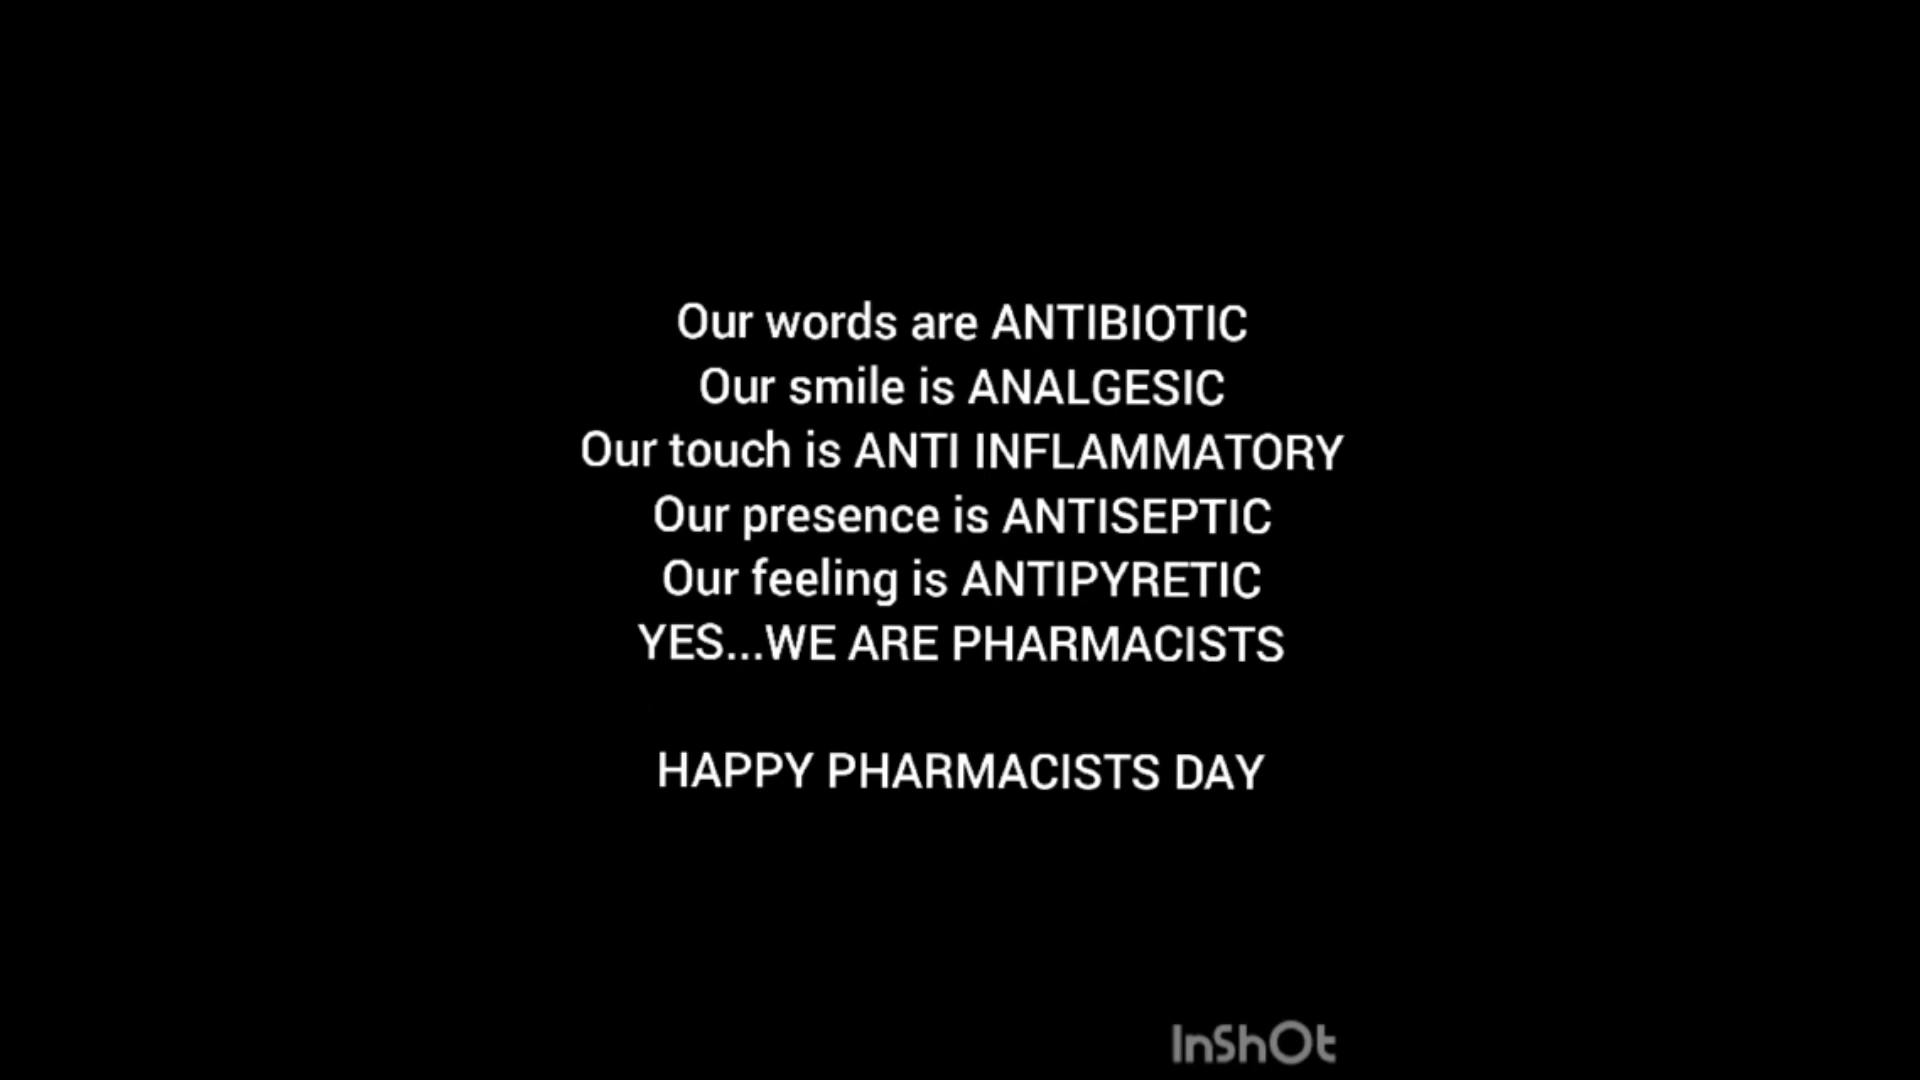 Our words are ANTIBIOTIC
Our smile is ANALGESIC
Our touch is ANTI INFLAMMATORY
Our presence is ANTISEPTIC
Our feeling is ANTIPYRETIC
YES...WE ARE PHARMACISTS
HAPPY PHARMACISTS DAY
InShOt